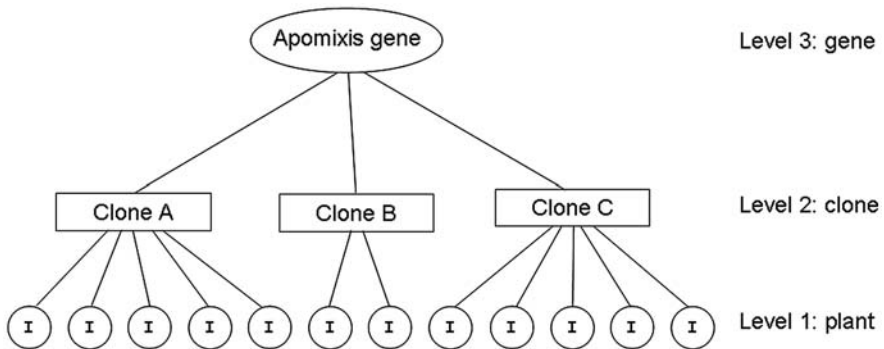 Apomixis gene Level 3: gene
Clone A Clone B Clone C Level 2: clone
I I I I I I I I I I I I Level 1: plant